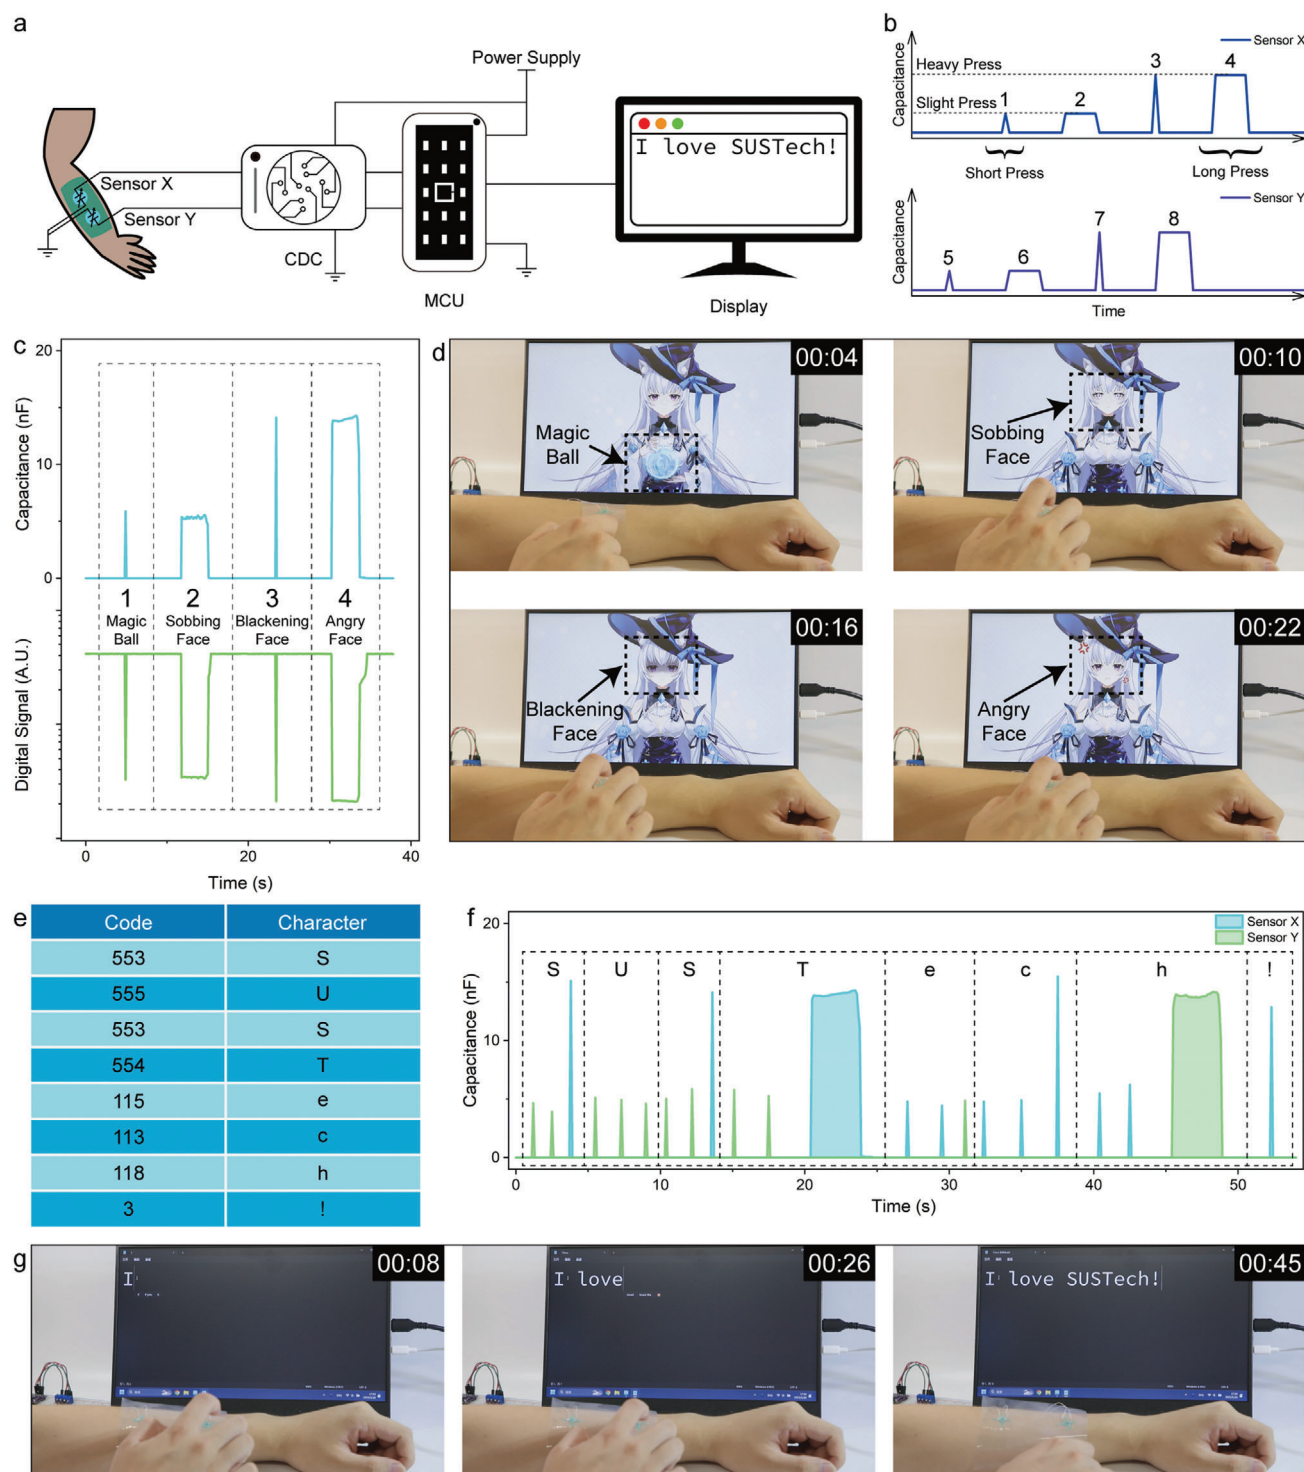 a
Power Supply
Sensor X
Sensor Y
CDC
MCU
I love SUSTech!
Display
b
Sensor X
Capacitance
Heavy Press
Slight Press
1
2
3
4
Short Press
Long Press
Sensor Y
Capacitance
5
6
7
8
Time
c
20
10
0
Capacitance (nF)
1
2
3
4
Magic Ball
Sobbing Face
Blackening Face
Angry Face
Digital Signal (A.U.)
0
20
40
Time (s)
d
00:04
Magic
Ball
00:10
Sobbing
Face
00:16
Blackening
Face
00:22
Angry
Face
e
Code Character
553 S
555 U
553 S
554 T
115 e
113 c
118 h
3 !
f
20
10
0
Capacitance (nF)
Sensor X
Sensor Y
S U S T e c h !
0 10 20 30 40 50
Time (s)
g
00:08
I
00:26
I love
00:45
I love SUSTech!